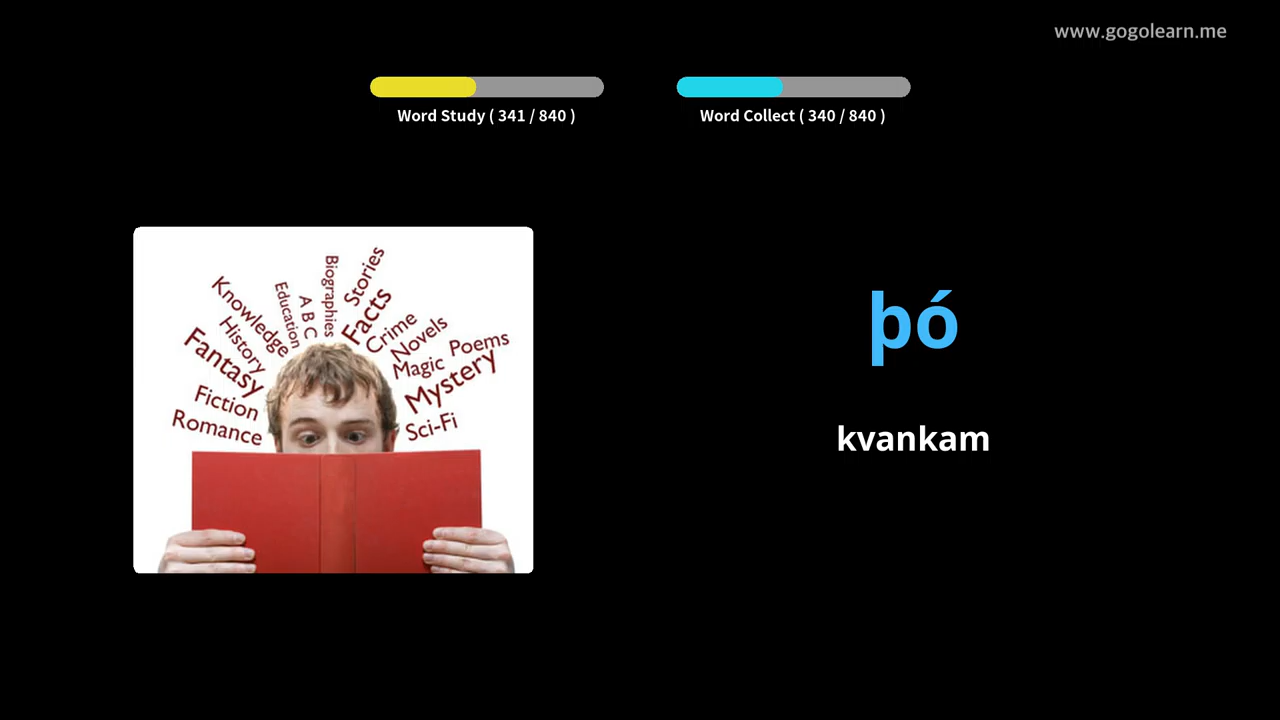 www.gogolearn.me
Word Study ( 341 / 840 )
Word Collect ( 340 / 840 )
Knowledge
History
Fantasy
Fiction
Romance
Education
A B C
Biographies
Stories
Facts
Crime
Novels
Magic
Poems
Mystery
Sci-Fi
þó
kvankam